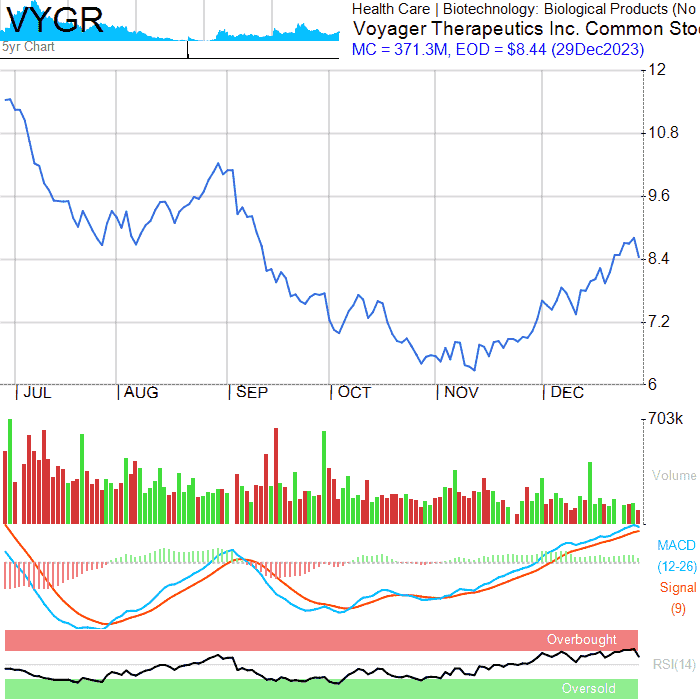 VYGR
5yr Chart
Health Care | Biotechnology: Biological Products (No
Voyager Therapeutics Inc. Common Sto
MC = 371.3M, EOD = $8.44 (29Dec2023)
12
10.8
9.6
8.4
7.2
6
JUL AUG SEP OCT NOV DEC
703k
Volume
MACD
(12-26)
Signal
(9)
Overbought
RSI(14)
Oversold